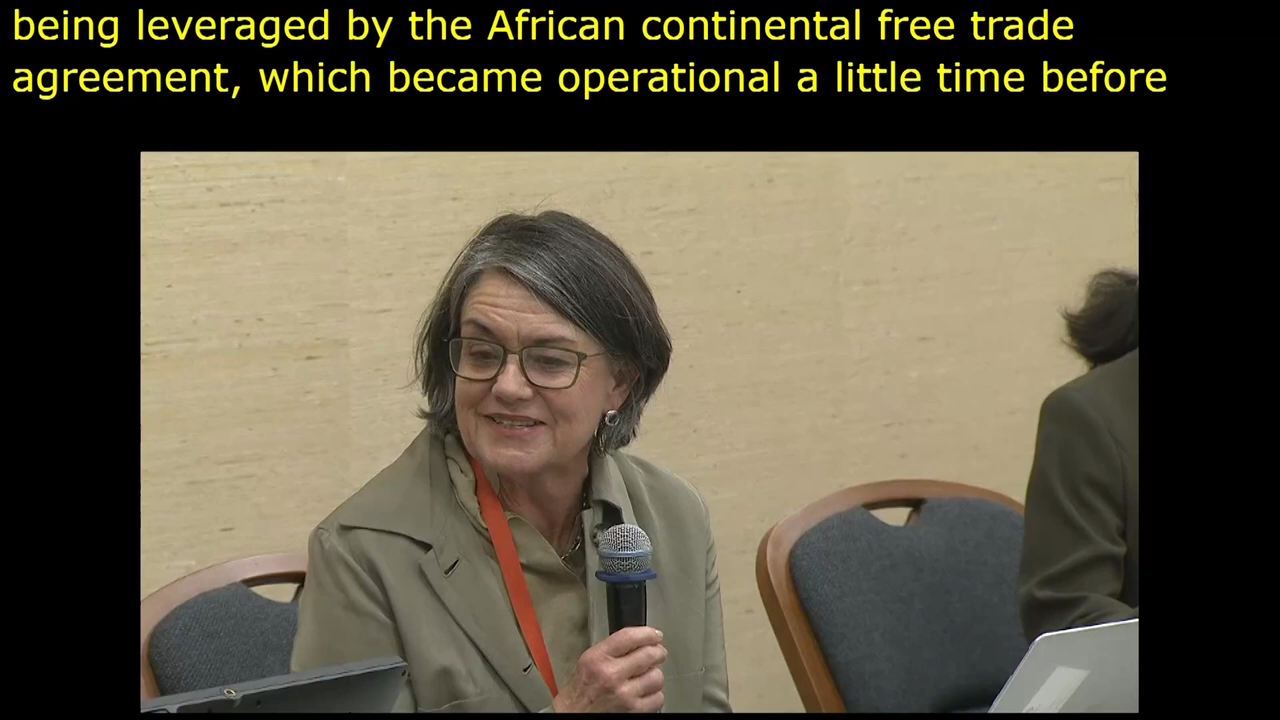 being leveraged by the African continental free trade
agreement, which became operational a little time before